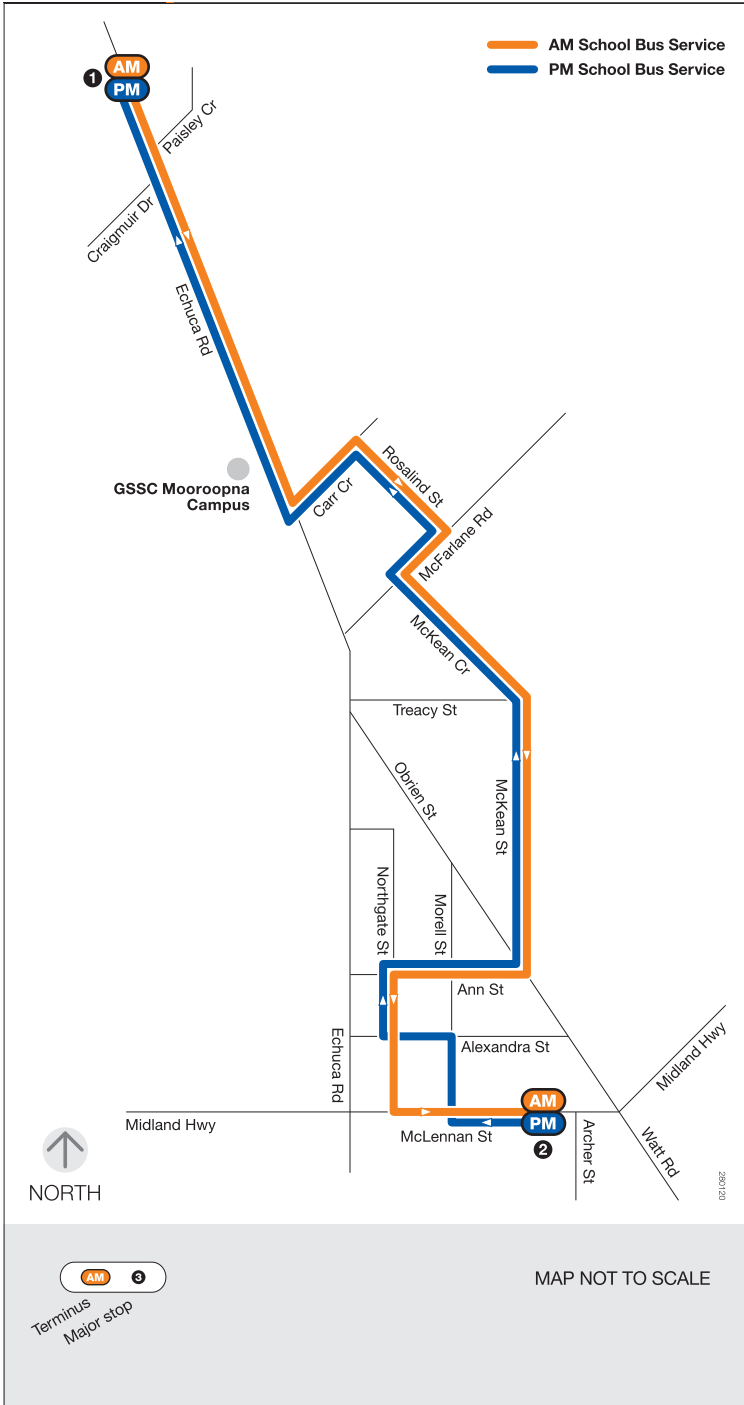 AM School Bus Service
PM School Bus Service
1
AM
PM
Paisley Cr
Craigmuir Dr
Echuca Rd
GSSC Mooroopna
Campus
Carr Cr
Rosalind St
McFarlane Rd
McKean Cr
Treacy St
Obrien St
McKean St
Northgate St
Morell St
Ann St
Echuca Rd
Alexandra St
Midland Hwy
Midland Hwy
AM
PM
McLennan St
2
Archer St
Watt Rd
NORTH
280120
AM
3
Terminus
Major stop
MAP NOT TO SCALE